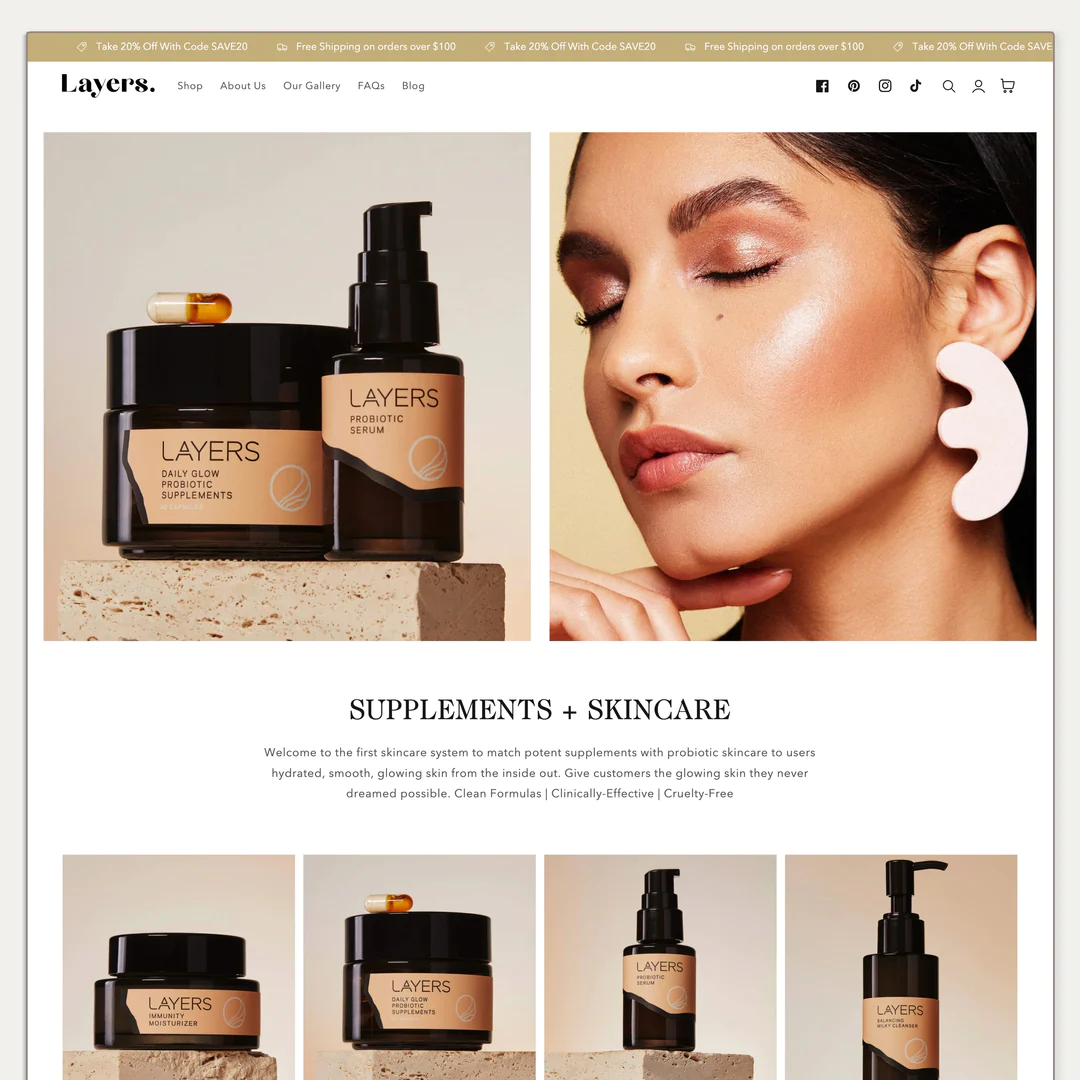 Take 20% Off With Code SAVE20 Free Shipping on orders over $100 Take 20% Off With Code SAVE20 Free Shipping on orders over $100 Take 20% Off With Code SAVE
Layers. Shop About Us Our Gallery FAQs Blog
LAYERS
PROBIOTIC
SERUM
LAYERS
DAILY GLOW
PROBIOTIC
SUPPLEMENTS
CAPSULES
SUPPLEMENTS + SKINCARE
Welcome to the first skincare system to match potent supplements with probiotic skincare to users
hydrated, smooth, glowing skin from the inside out. Give customers the glowing skin they never
dreamed possible. Clean Formulas | Clinically-Effective | Cruelty-Free
LAYERS
IMMUNITY
MOISTURIZER
LAYERS
DAILY GLOW
PROBIOTIC
SUPPLEMENTS
LAYERS
PROBIOTIC
SERUM
LAYERS
BALANCING
MILKY CLEANSER